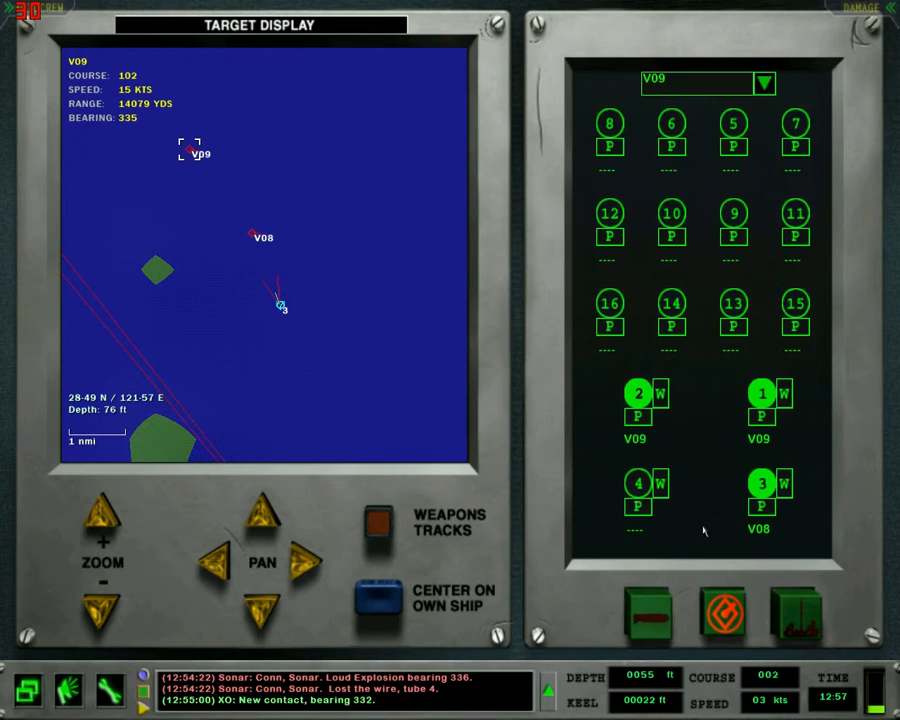 30
CREW
DAMAGE
TARGET DISPLAY
V09
COURSE: 102
SPEED: 15 KTS
RANGE: 14079 YDS
BEARING: 335
V09
V08
3
28-49 N / 121-57 E
Depth: 76 ft
1 nmi
+
ZOOM
-
PAN
WEAPONS
TRACKS
CENTER ON
OWN SHIP
V09
8 6 5 7
P P P P
---- ---- ---- ----
12 10 9 11
P P P P
---- ---- ---- ----
16 14 13 15
P P P P
---- ---- ---- ----
2 W 1 W
P P
V09 V09
4 W 3 W
P P
---- V08
(12:54:22) Sonar: Conn, Sonar. Loud Explosion bearing 336.
(12:54:22) Sonar: Conn, Sonar. Lost the wire, tube 4.
(12:55:00) XO: New contact, bearing 332.
DEPTH 0055 ft COURSE 002 TIME
KEEL 00022 ft SPEED 03 kts 12:57